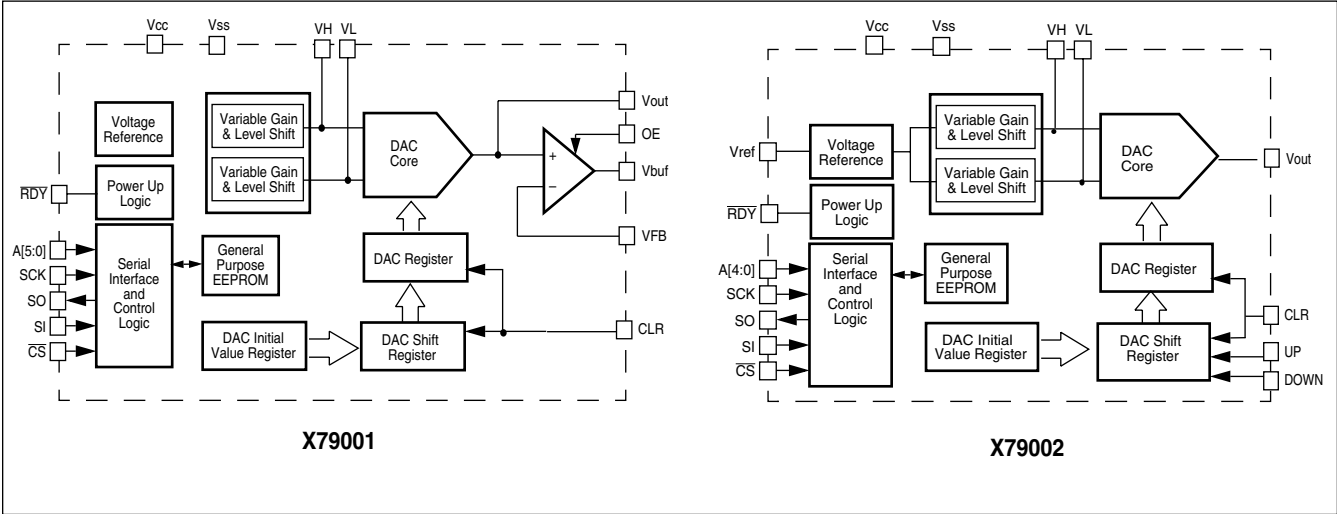 Vcc
Vss
VH
VL
Voltage
Reference
Variable Gain
& Level Shift
Variable Gain
& Level Shift
DAC
Core
Vout
OE
+
Vbuf
−
VFB
RDY
Power Up
Logic
A[5:0]
SCK
SO
SI
CS
Serial
Interface
and
Control
Logic
General
Purpose
EEPROM
DAC Register
DAC Initial
Value Register
DAC Shift
Register
CLR
X79001
Vcc
Vss
VH
VL
Vref
Voltage
Reference
Variable Gain
& Level Shift
Variable Gain
& Level Shift
DAC
Core
Vout
RDY
Power Up
Logic
A[4:0]
SCK
SO
SI
CS
Serial
Interface
and
Control
Logic
General
Purpose
EEPROM
DAC Register
DAC Initial
Value Register
DAC Shift
Register
CLR
UP
DOWN
X79002